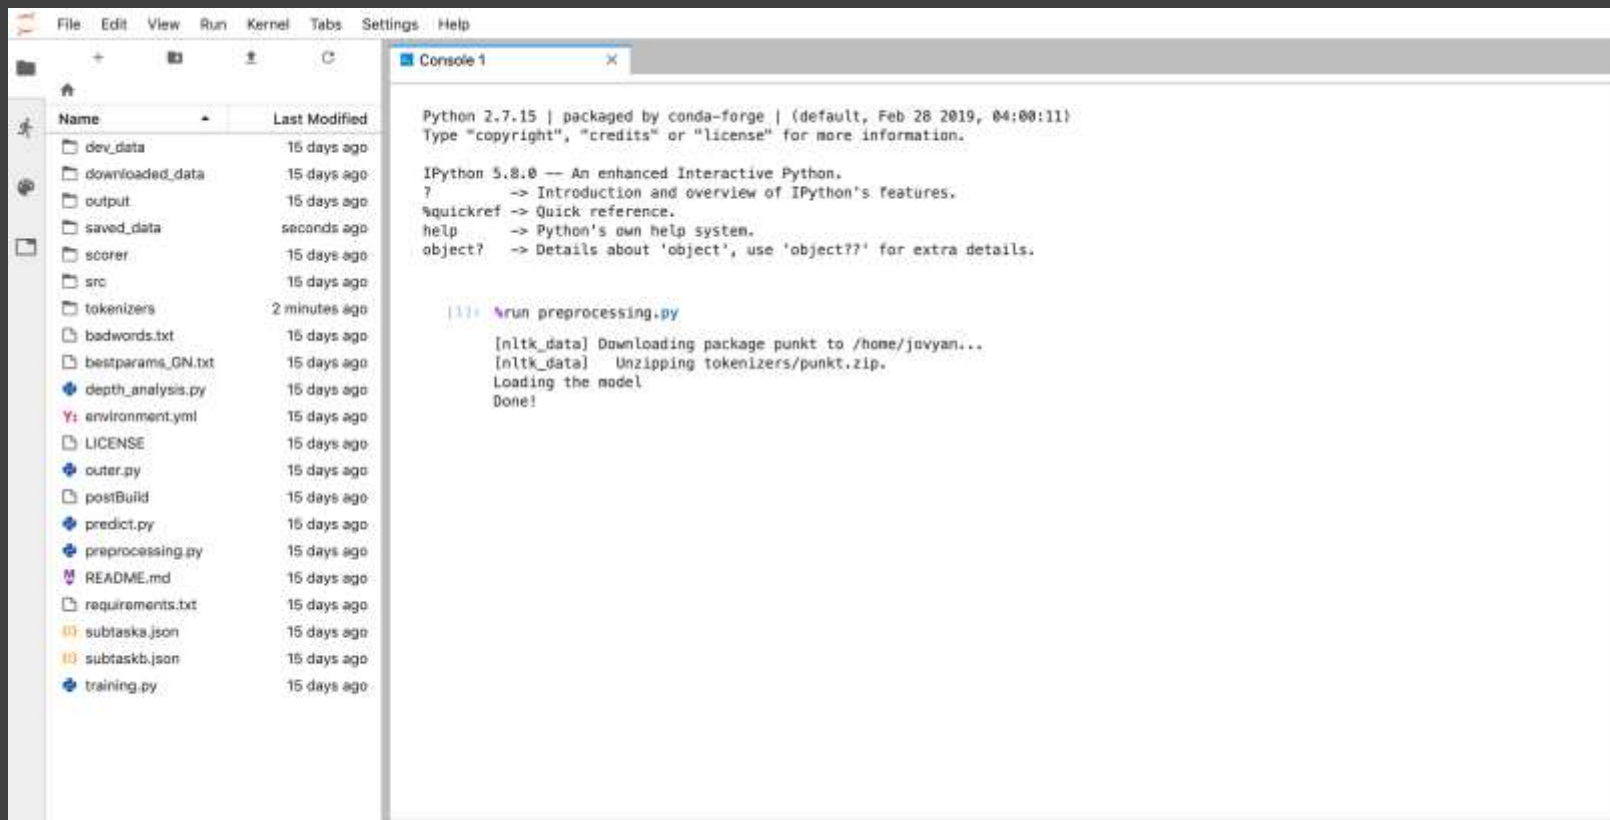 File Edit View Run Kernel Tabs Settings Help
Console 1
Name Last Modified
dev_data 15 days ago
downloaded_data 15 days ago
output 15 days ago
saved_data seconds ago
scorer 15 days ago
src 15 days ago
tokenizers 2 minutes ago
badwords.txt 15 days ago
bestparams_GN.txt 15 days ago
depth_analysis.py 15 days ago
environment.yml 15 days ago
LICENSE 15 days ago
outer.py 15 days ago
postBuild 15 days ago
predict.py 15 days ago
preprocessing.py 15 days ago
README.md 15 days ago
requirements.txt 15 days ago
subtaska.json 15 days ago
subtaskb.json 15 days ago
training.py 15 days ago
Python 2.7.15 | packaged by conda-forge | (default, Feb 28 2019, 04:00:11)
Type "copyright", "credits" or "license" for more information.
IPython 5.8.0 -- An enhanced Interactive Python.
? -> Introduction and overview of IPython's features.
%quickref -> Quick reference.
help -> Python's own help system.
object? -> Details about 'object', use 'object??' for extra details.
[1]: %run preprocessing.py
[nltk_data] Downloading package punkt to /home/jovyan...
[nltk_data] Unzipping tokenizers/punkt.zip.
Loading the model
Done!